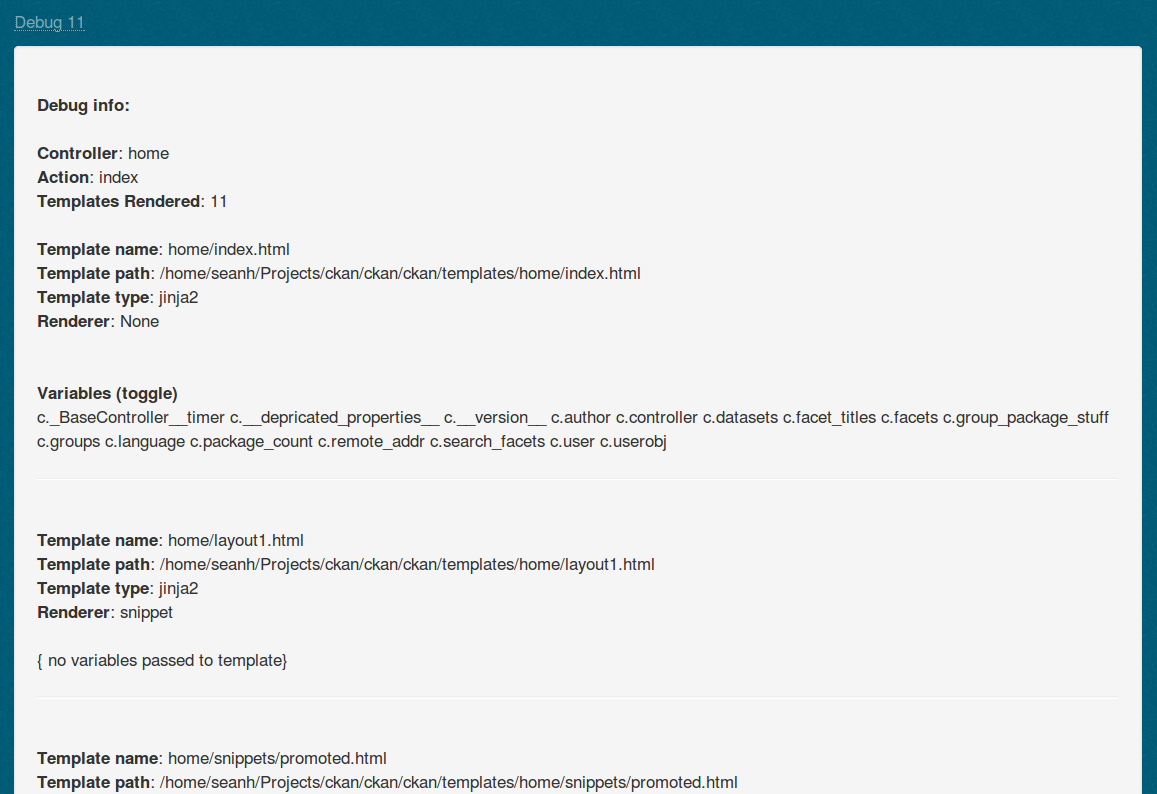 Debug 11
Debug info:
Controller: home
Action: index
Templates Rendered: 11
Template name: home/index.html
Template path: /home/seanh/Projects/ckan/ckan/ckan/templates/home/index.html
Template type: jinja2
Renderer: None
Variables (toggle)
c._BaseController__timer c.__depricated_properties__ c.__version__ c.author c.controller c.datasets c.facet_titles c.facets c.group_package_stuff
c.groups c.language c.package_count c.remote_addr c.search_facets c.user c.userobj
Template name: home/layout1.html
Template path: /home/seanh/Projects/ckan/ckan/ckan/templates/home/layout1.html
Template type: jinja2
Renderer: snippet
{ no variables passed to template}
Template name: home/snippets/promoted.html
Template path: /home/seanh/Projects/ckan/ckan/ckan/templates/home/snippets/promoted.html